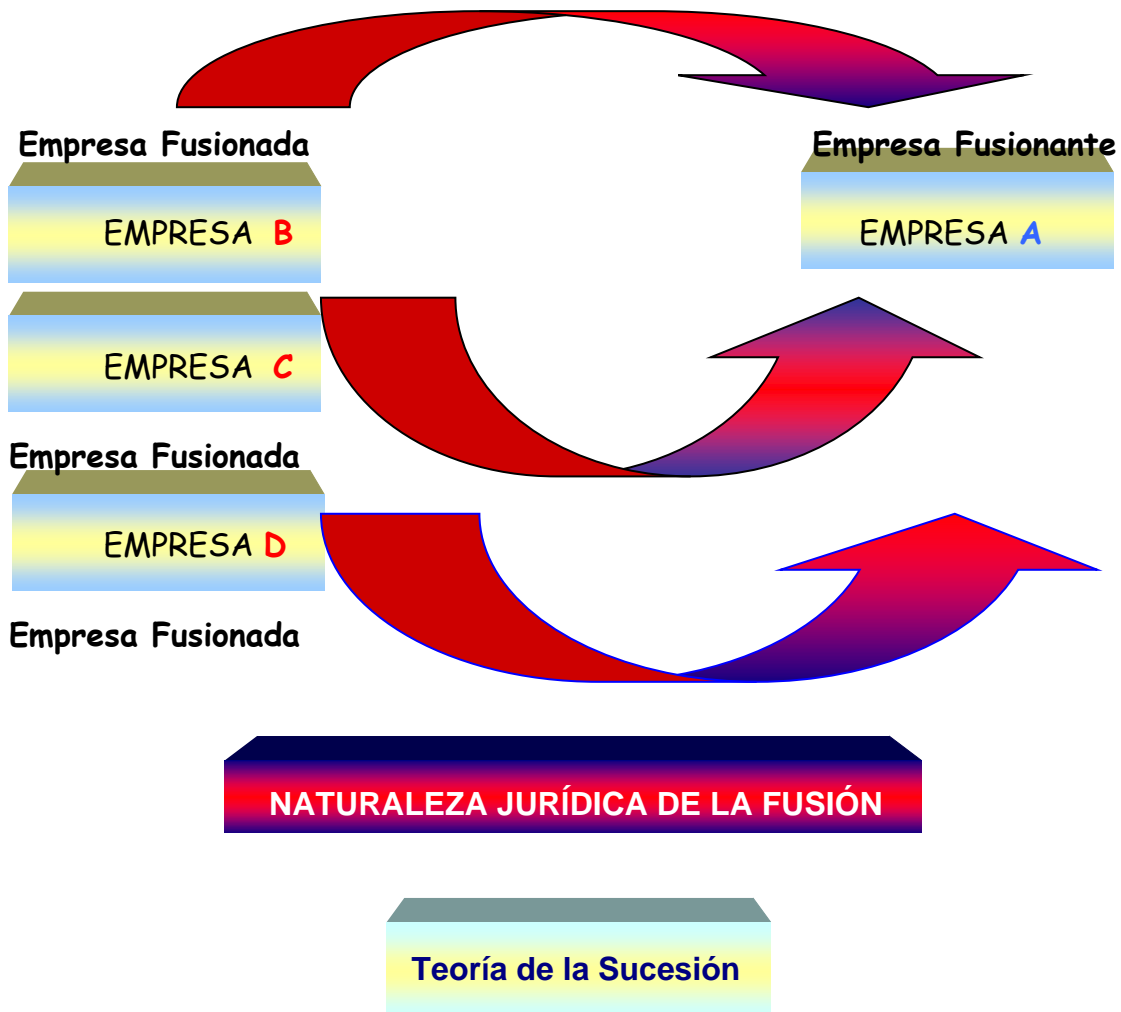 Empresa Fusionada
Empresa Fusionante
EMPRESA B
EMPRESA A
EMPRESA C
Empresa Fusionada
EMPRESA D
Empresa Fusionada
NATURALEZA JURÍDICA DE LA FUSIÓN
Teoría de la Sucesión